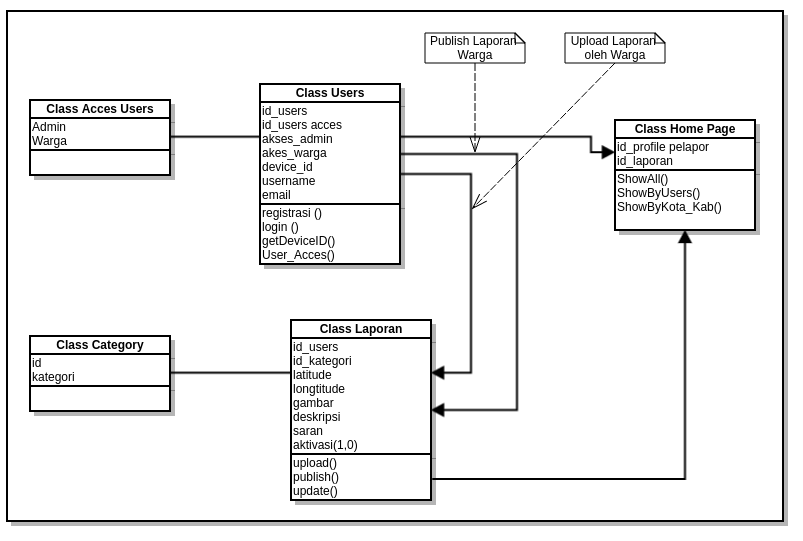 Publish Laporan
Warga
Upload Laporan
oleh Warga
Class Acces Users
Admin
Warga
Class Users
id_users
id_users acces
akses_admin
akes_warga
device_id
username
email
registrasi ()
login ()
getDeviceID()
User_Acces()
Class Home Page
id_profile pelapor
id_laporan
ShowAll()
ShowByUsers()
ShowByKota_Kab()
Class Category
id
kategori
Class Laporan
id_users
id_kategori
latitude
longtitude
gambar
deskripsi
saran
aktivasi(1,0)
upload()
publish()
update()